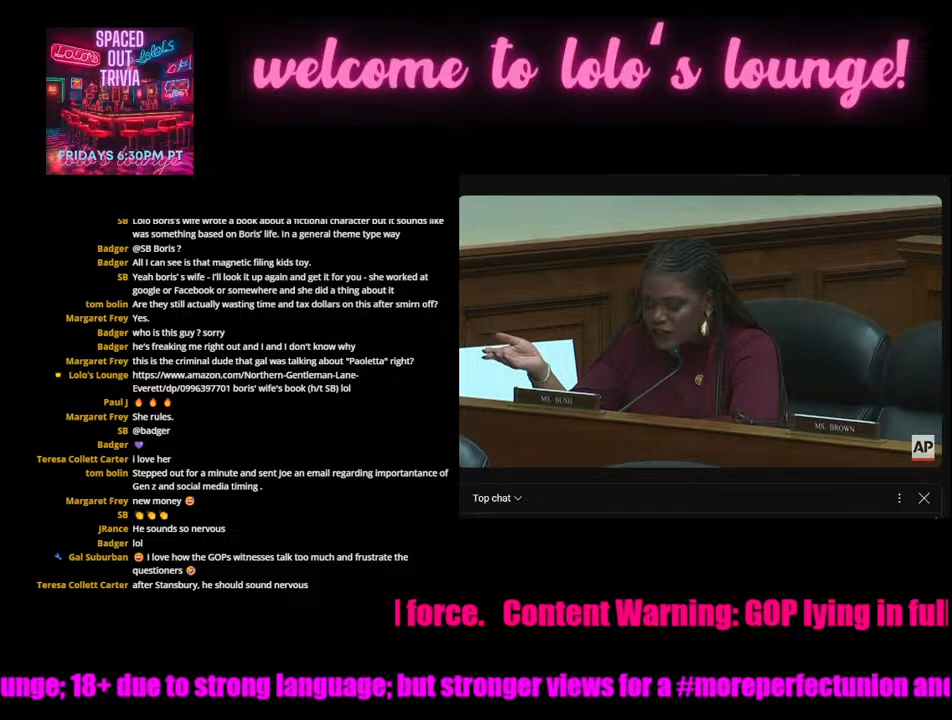 SPACED
OUT
TRIVIA
LOLO'S
FRIDAYS 6:30PM PT
lolo's lounge
welcome to lolo's lounge!
SB Lolo Boris's wife wrote a book about a fictional character but it sounds like
was something based on Boris' life. In a general theme type way
Badger @SB Boris ?
Badger All I can see is that magnetic filing kids toy.
SB Yeah boris' s wife - I'll look it up again and get it for you - she worked at
google or Facebook or somewhere and she did a thing about it
tom bolin Are they still actually wasting time and tax dollars on this after smirn off?
Margaret Frey Yes.
Badger who is this guy ? sorry
Badger he's freaking me right out and I and I don't know why
Margaret Frey this is the criminal dude that gal was talking about "Paoletta" right?
Lolo's Lounge https://www.amazon.com/Northern-Gentleman-Lane-
Everett/dp/0996397701 boris' wife's book (h/t SB) lol
Paul J 🔥 🔥 🔥
Margaret Frey She rules.
SB @badger
Badger 💜
Teresa Collett Carter i love her
tom bolin Stepped out for a minute and sent Joe an email regarding importantance of
Gen z and social media timing .
Margaret Frey new money 🥰
SB 👏 👏 👏
JRance He sounds so nervous
Badger lol
Gal Suburban 🥰 I love how the GOPs witnesses talk too much and frustrate the
questioners 🤣
Teresa Collett Carter after Stansbury, he should sound nervous
MS. BUSH
MS. BROWN
AP
Top chat
l force. Content Warning: GOP lying in full
unge; 18+ due to strong language; but stronger views for a #moreperfectunion and